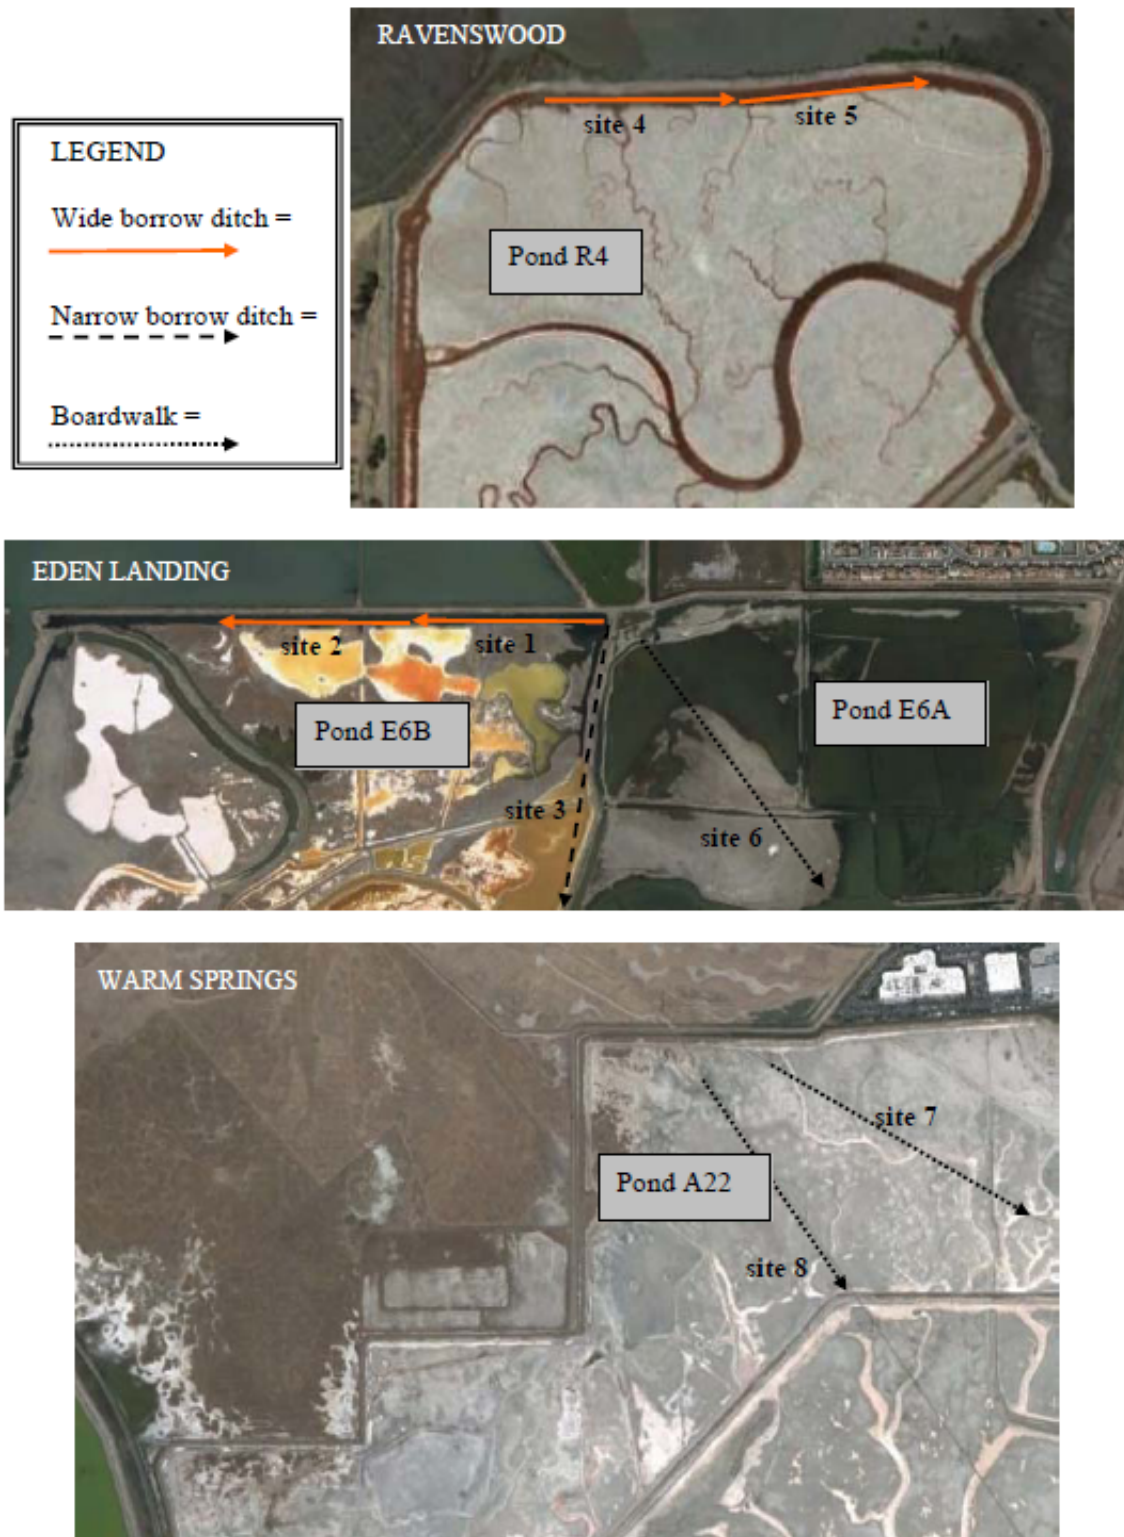 RAVENSWOOD
site 4
site 5
Pond R4
LEGEND
Wide borrow ditch =
Narrow borrow ditch =
Boardwalk =
EDEN LANDING
site 2
site 1
Pond E6B
Pond E6A
site 3
site 6
WARM SPRINGS
site 7
Pond A22
site 8